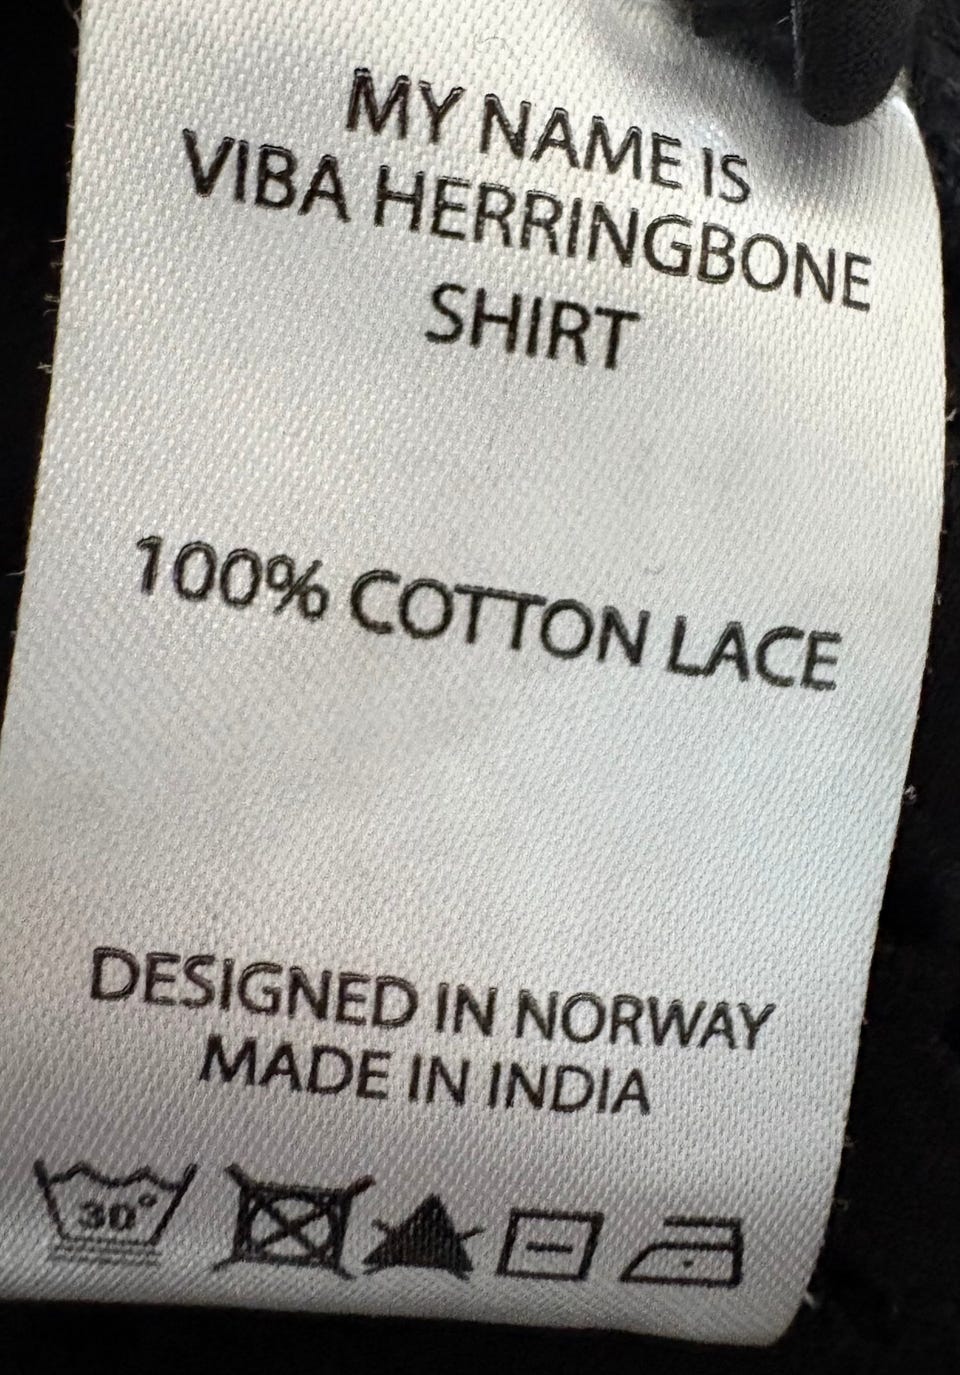 MY NAME IS
VIBA HERRINGBONE
SHIRT
100% COTTON LACE
DESIGNED IN NORWAY
MADE IN INDIA
30°